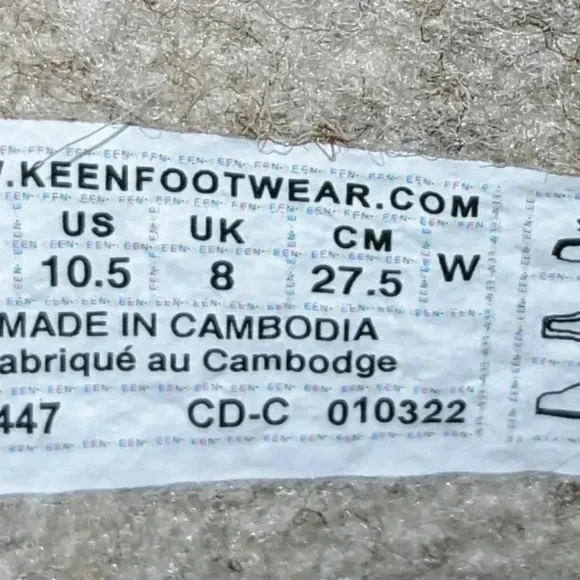 .KEENFOOTWEAR.COM
US UK CM W
10.5 8 27.5
MADE IN CAMBODIA
abriqué au Cambodge
447 CD-C 010322